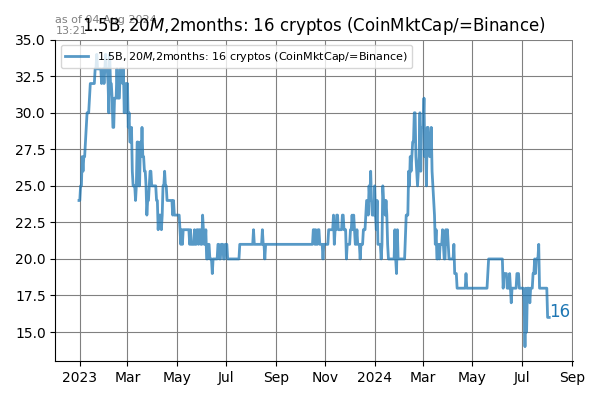 as of 04 Aug 2024
13:21
1.5B, 20M, 2months: 16 cryptos (CoinMktCap/=Binance)
1.5B, 20M, 2months: 16 cryptos (CoinMktCap/=Binance)
35.0
32.5
30.0
27.5
25.0
22.5
20.0
17.5
15.0
16
2023 Mar May Jul Sep Nov 2024 Mar May Jul Sep